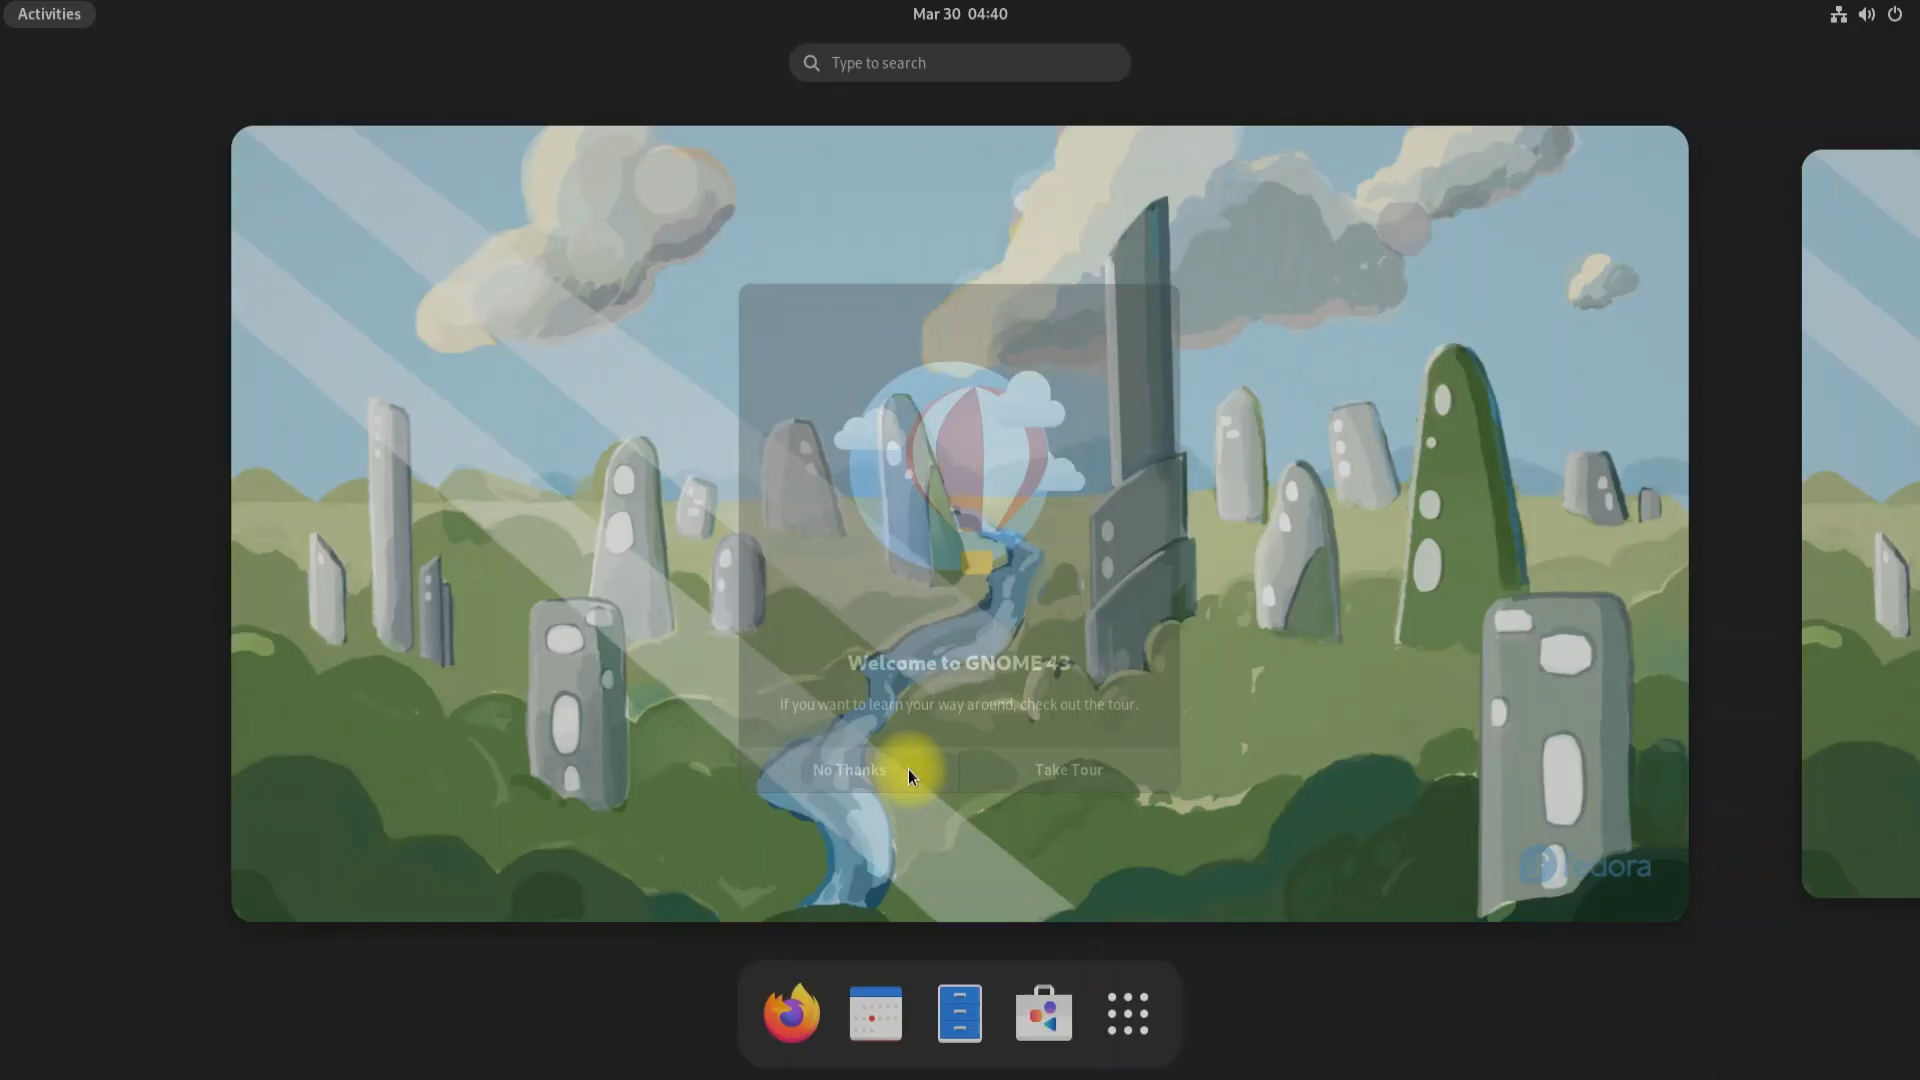 Activities
Mar 30 04:40
Type to search
Welcome to GNOME 43
If you want to learn your way around, check out the tour.
No Thanks
Take Tour
fedora